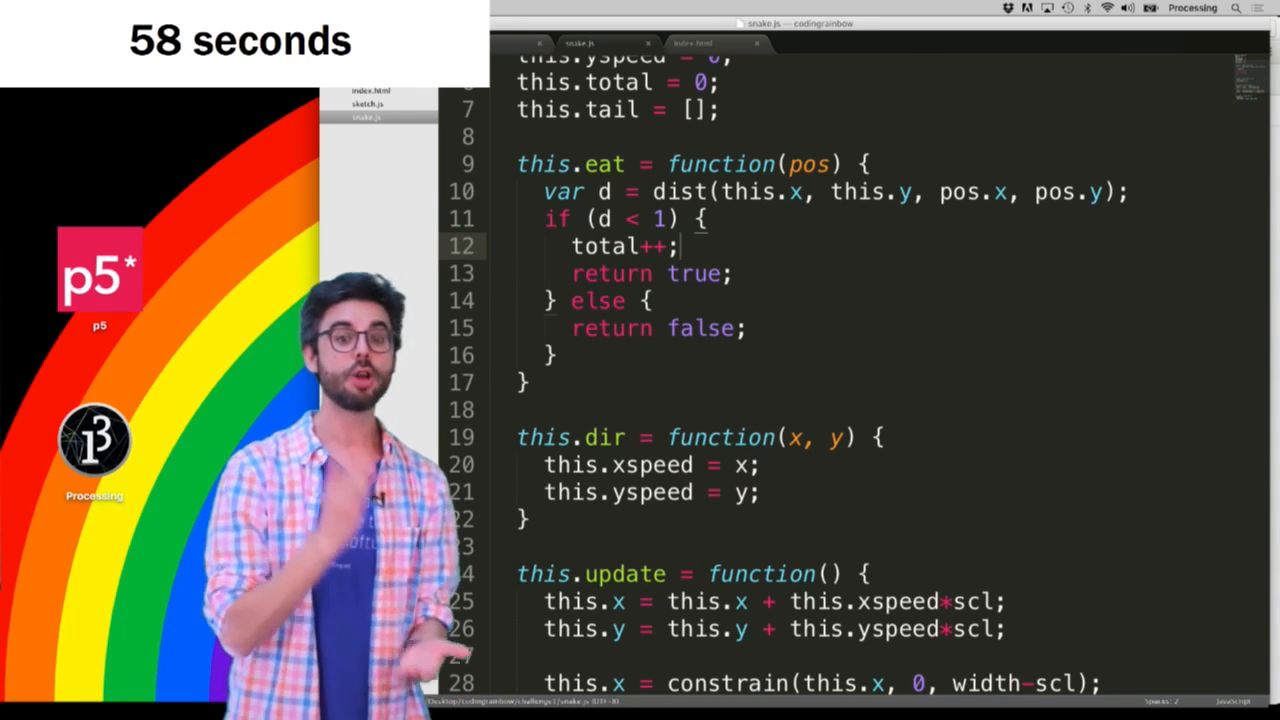 58 seconds
Processing
snake.js — codingrainbow
snake.js
index.html
index.html
sketch.js
snake.js
this.yspeed = 0;
6 this.total = 0;
7 this.tail = [];
8
9 this.eat = function(pos) {
10 var d = dist(this.x, this.y, pos.x, pos.y);
11 if (d < 1) {
12 total++;
13 return true;
14 } else {
15 return false;
16 }
17 }
18
19 this.dir = function(x, y) {
20 this.xspeed = x;
21 this.yspeed = y;
22 }
23
24 this.update = function() {
25 this.x = this.x + this.xspeed*scl;
26 this.y = this.y + this.yspeed*scl;
27
28 this.x = constrain(this.x, 0, width-scl);
p5*
p5
Processing
JavaScript